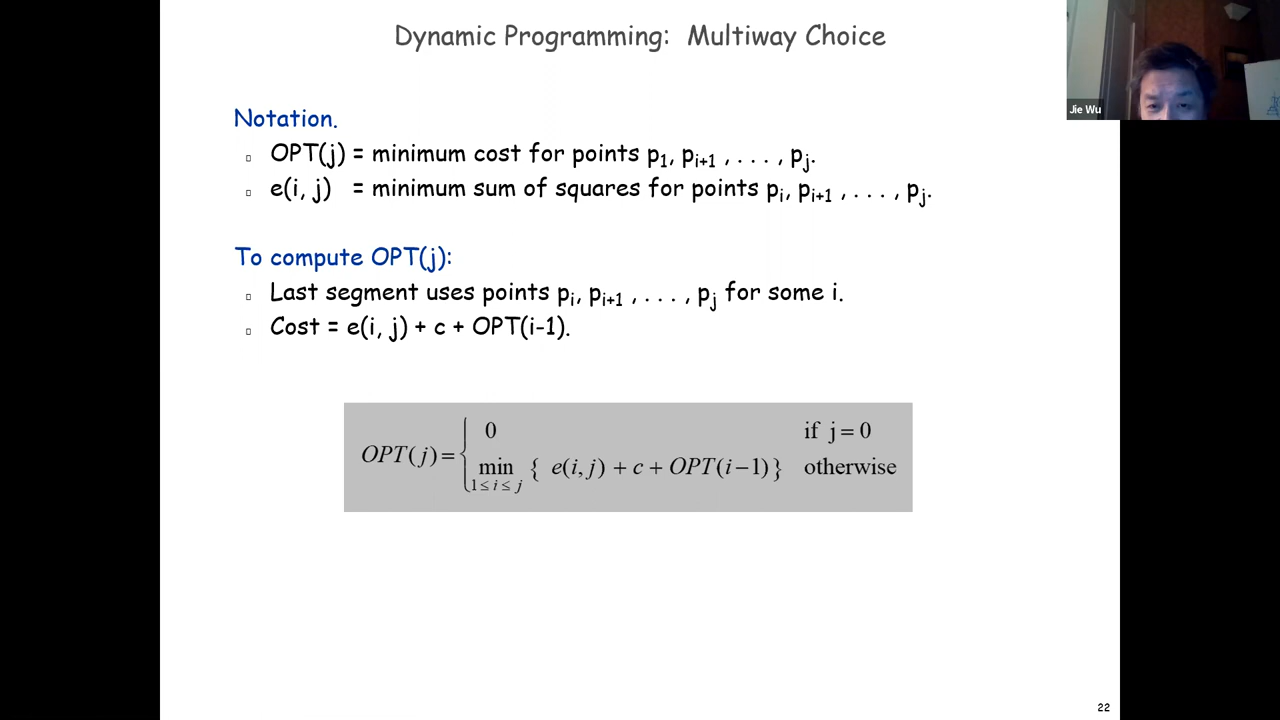 Dynamic Programming: Multiway Choice
Jie Wu
Notation.
OPT(j) = minimum cost for points p1, pi+1 , . . . , pj.
e(i, j) = minimum sum of squares for points pi, pi+1 , . . . , pj.
To compute OPT(j):
Last segment uses points pi, pi+1 , . . . , pj for some i.
Cost = e(i, j) + c + OPT(i-1).
OPT(j) = { 0 if j = 0
min 1 ≤ i ≤ j { e(i, j) + c + OPT(i−1) } otherwise
22